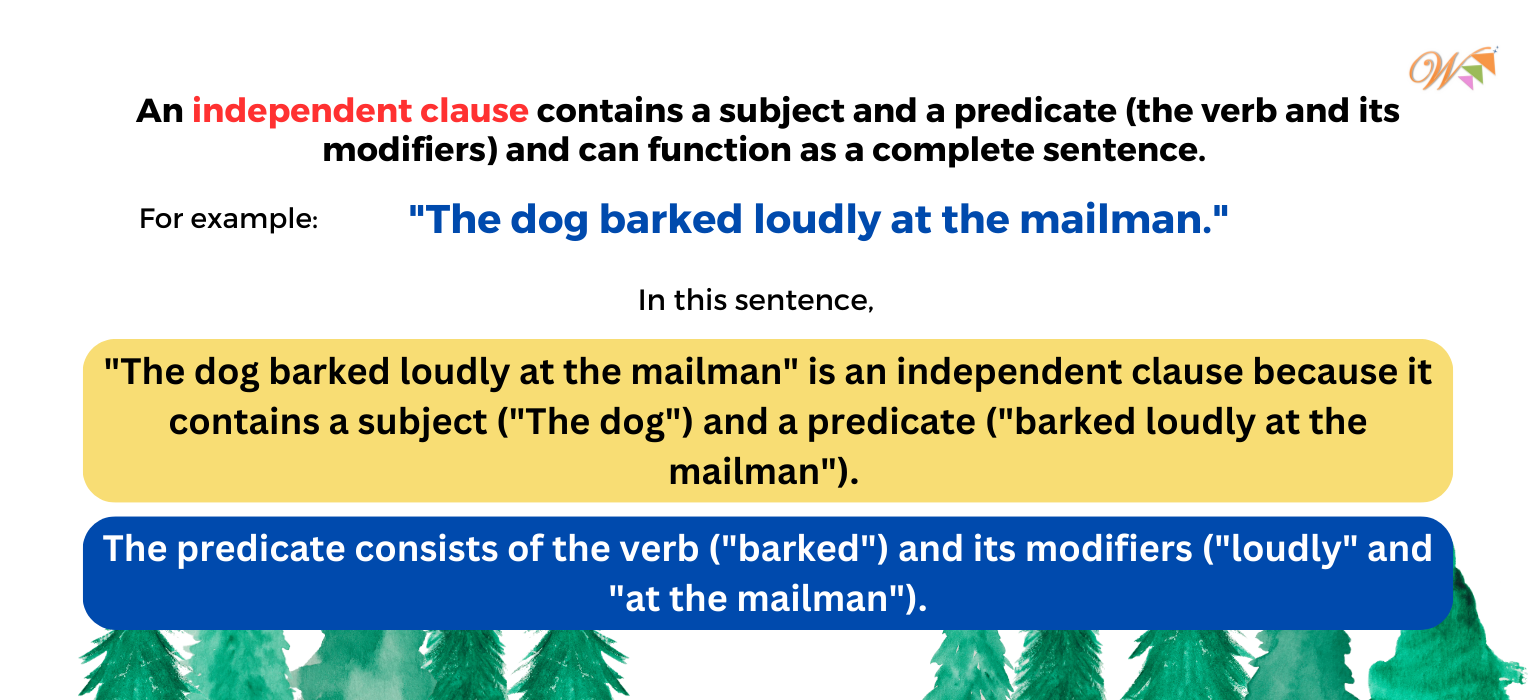 W
An independent clause contains a subject and a predicate (the verb and its
modifiers) and can function as a complete sentence.
For example: "The dog barked loudly at the mailman."
In this sentence,
"The dog barked loudly at the mailman" is an independent clause because it
contains a subject ("The dog") and a predicate ("barked loudly at the
mailman").
The predicate consists of the verb ("barked") and its modifiers ("loudly" and
"at the mailman").